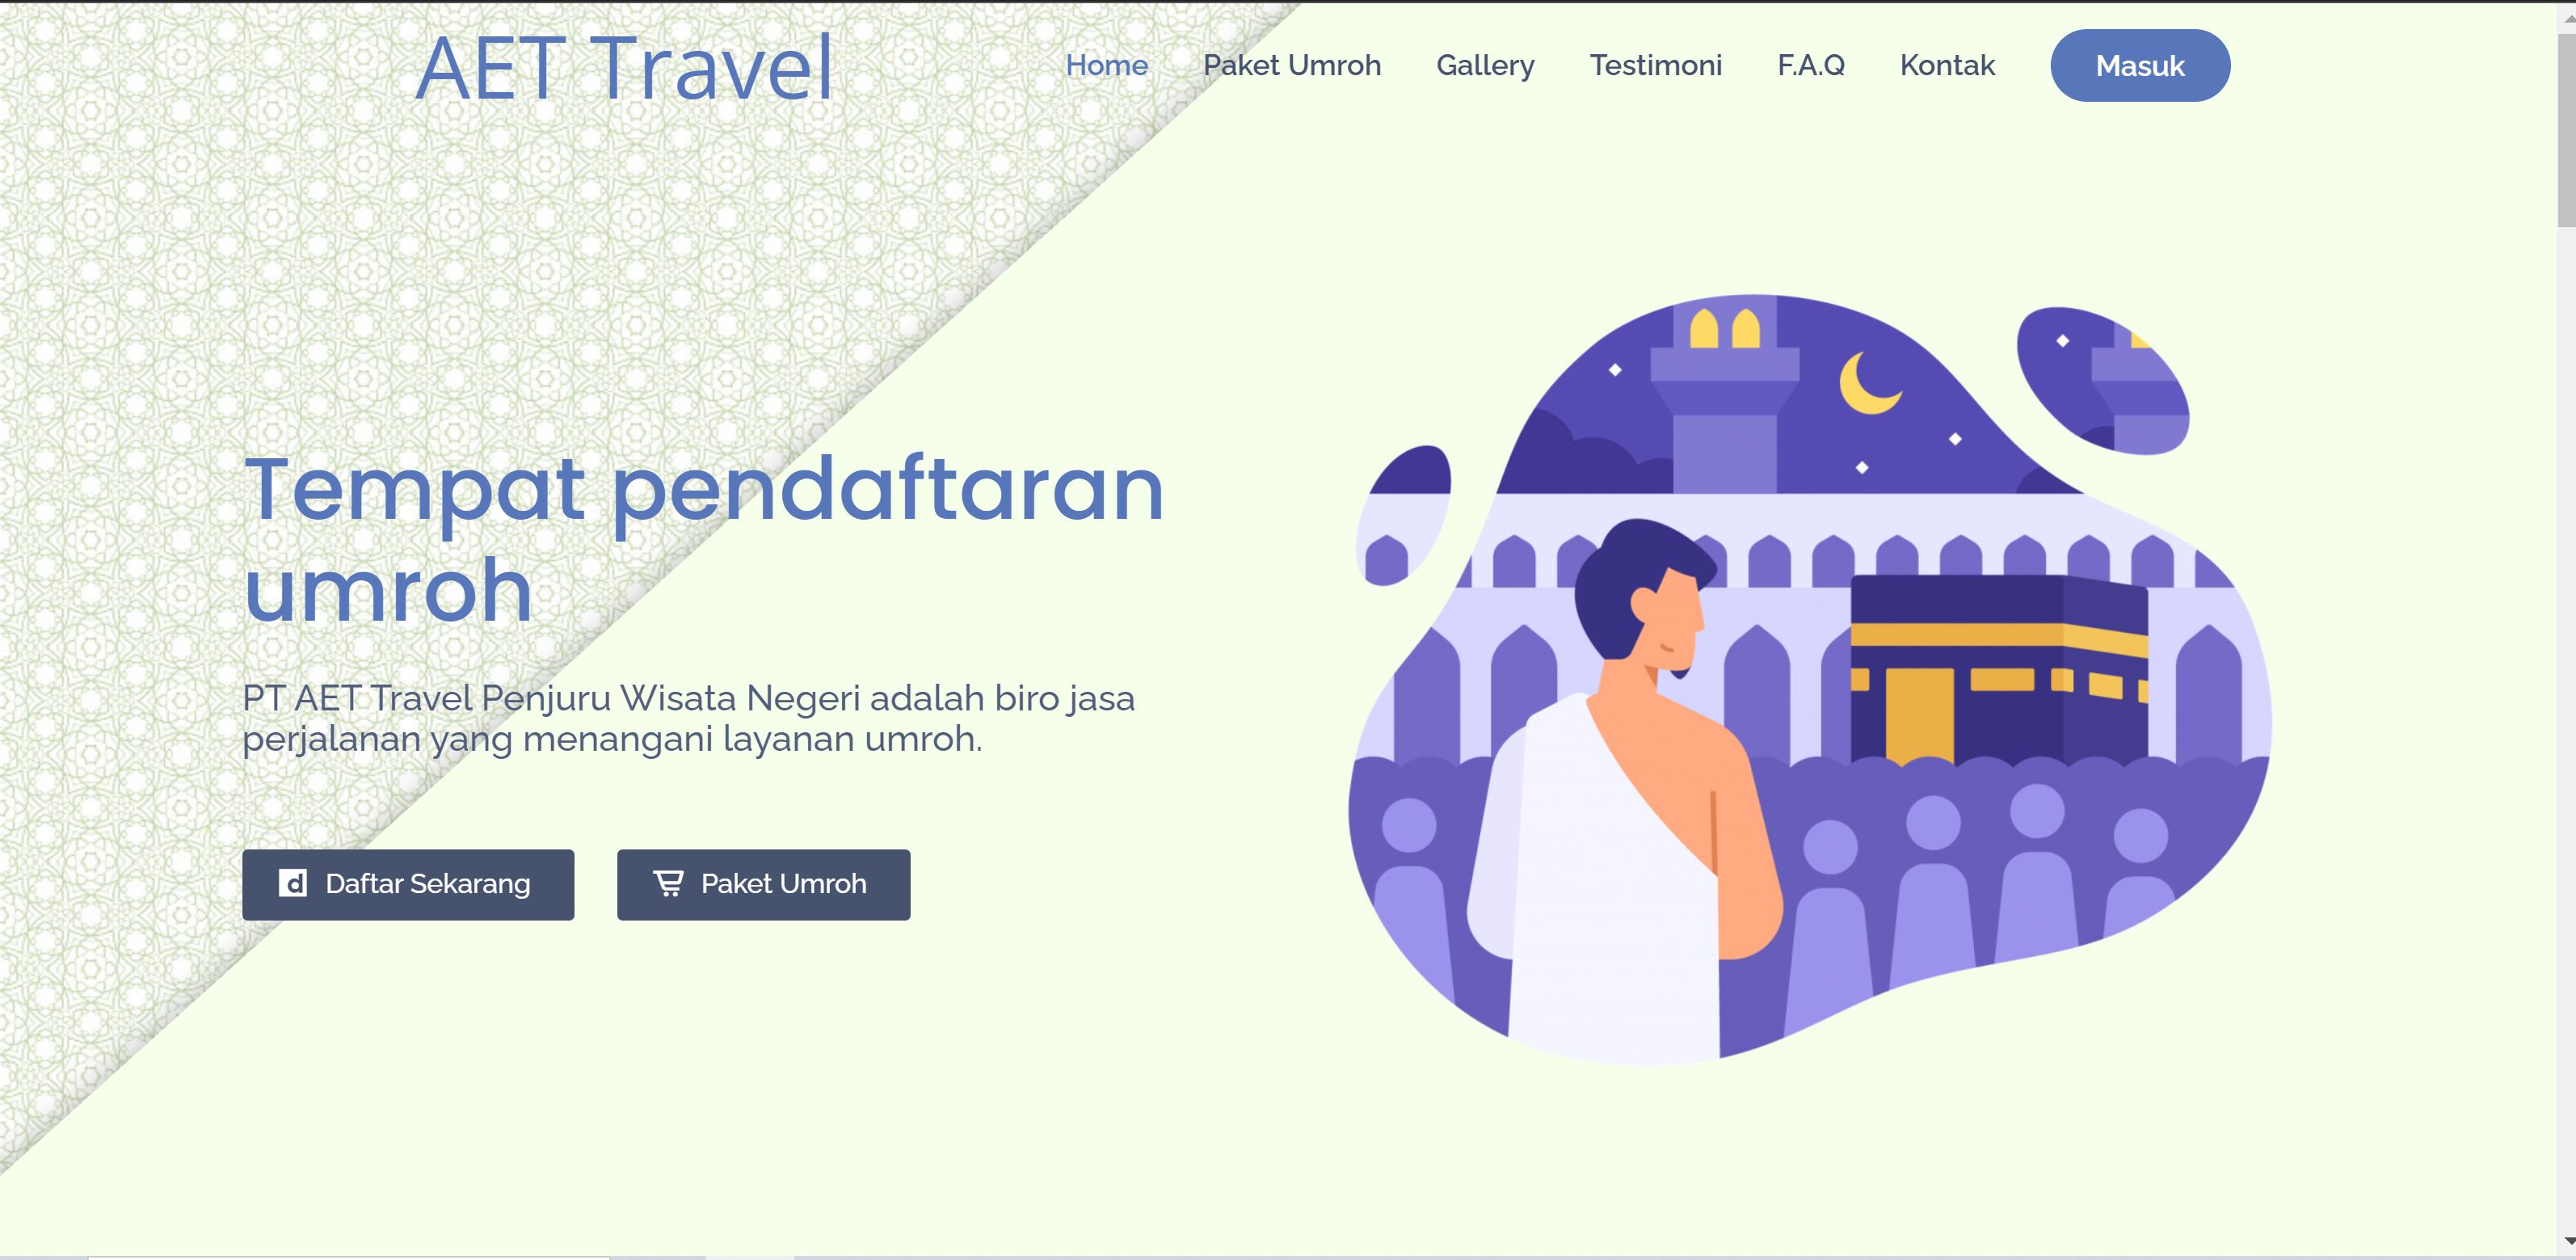 AET Travel
Home Paket Umroh Gallery Testimoni F.A.Q Kontak Masuk
Tempat pendaftaran
umroh
PT AET Travel Penjuru Wisata Negeri adalah biro jasa
perjalanan yang menangani layanan umroh.
Daftar Sekarang Paket Umroh